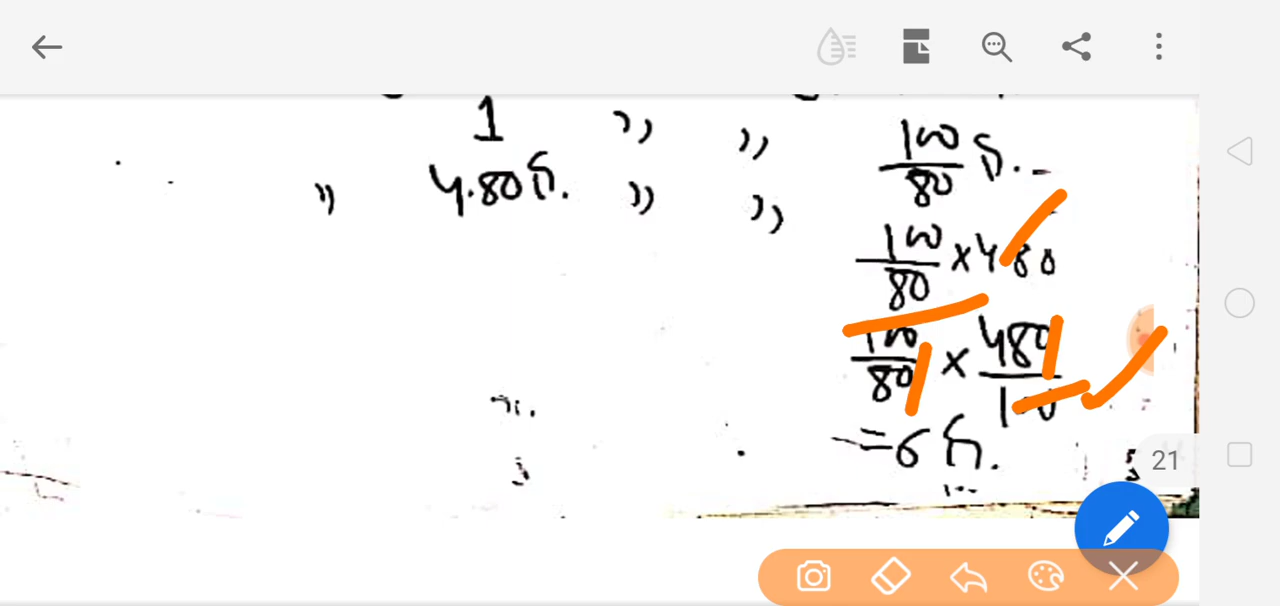 1 ,, ,, 100/80 रु.
,, 4.80 रु. ,, ,,
100/80 × 4.80
100/80 × 480/100
= 6 रु.
21